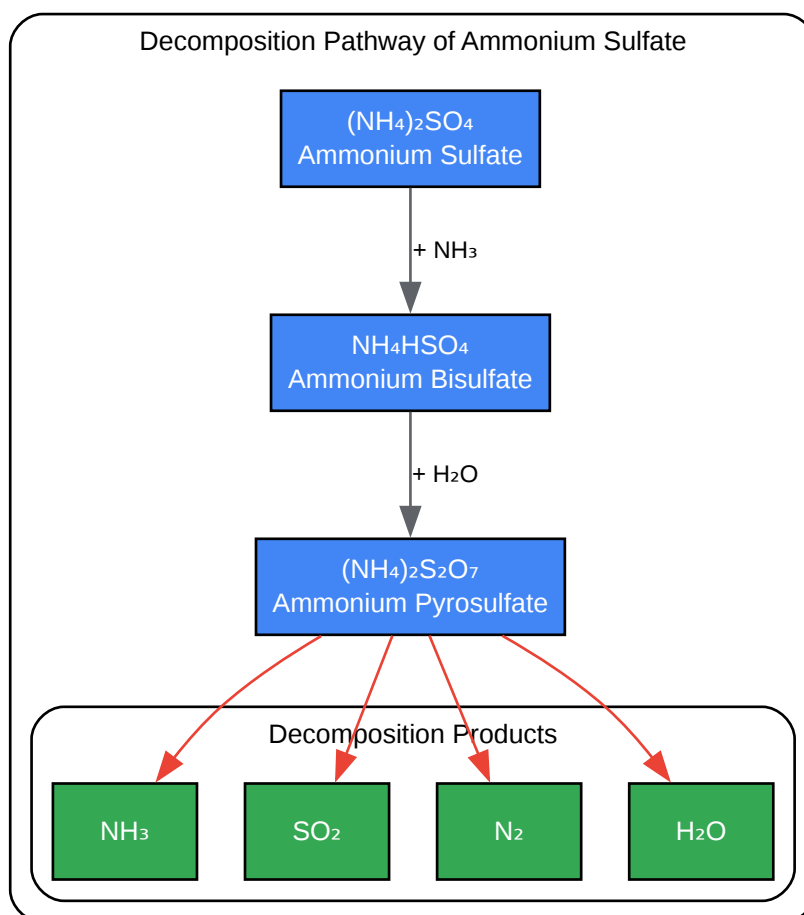 Decomposition Pathway of Ammonium Sulfate
(NH₄)₂SO₄
Ammonium Sulfate
+ NH₃
NH₄HSO₄
Ammonium Bisulfate
+ H₂O
(NH₄)₂S₂O₇
Ammonium Pyrosulfate
Decomposition Products
NH₃
SO₂
N₂
H₂O